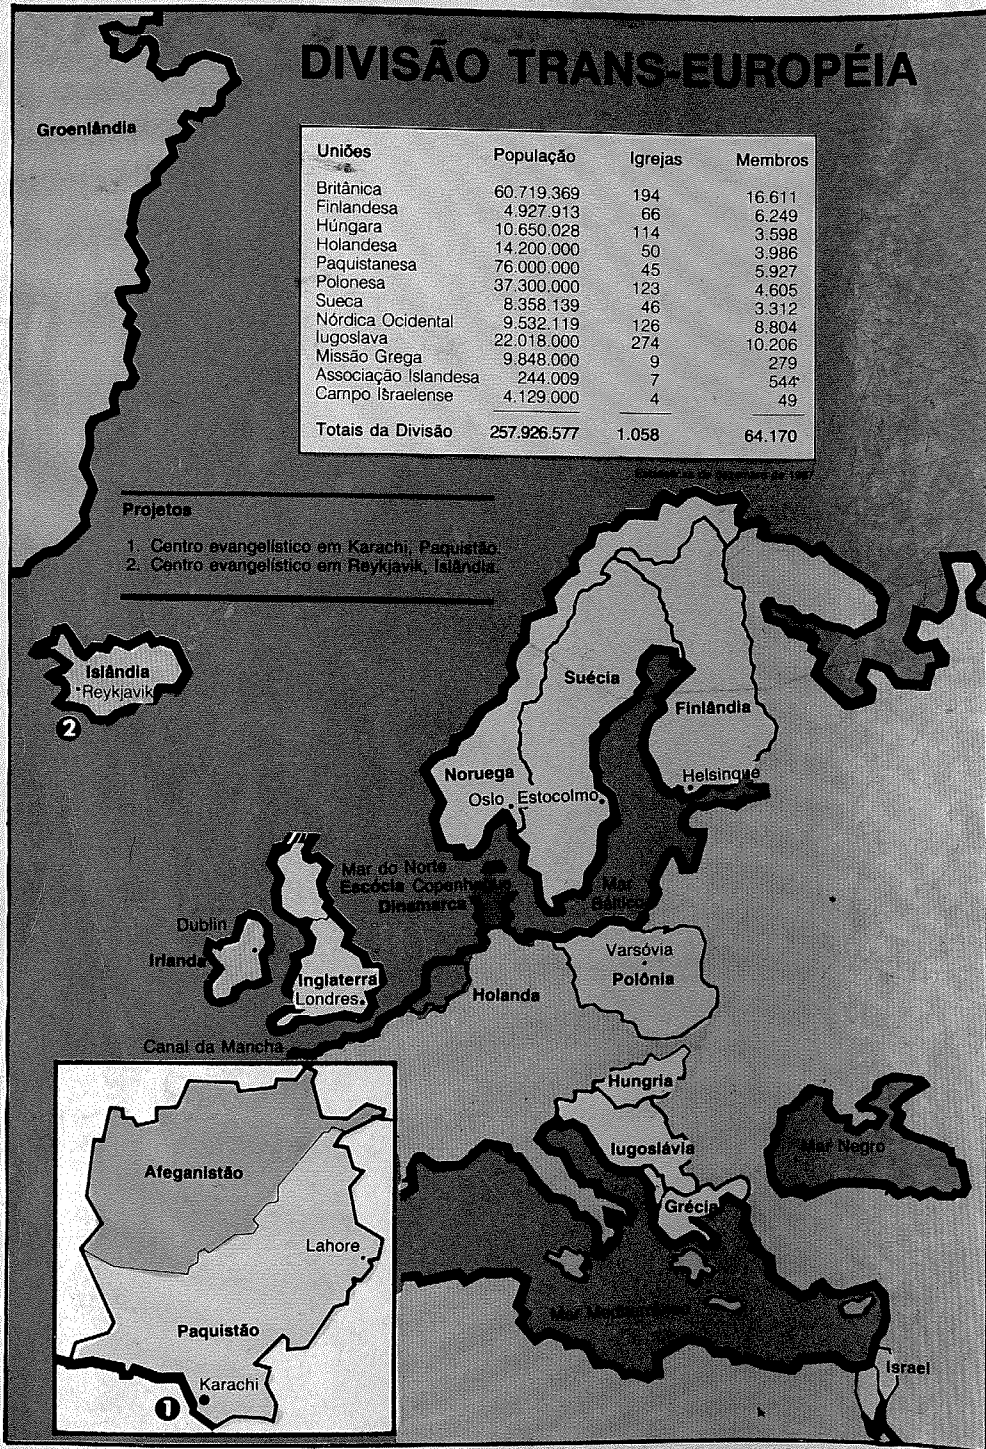 DIVISÃO TRANS-EUROPÉIA
Groenlândia
Uniões População Igrejas Membros
Britânica 60.719.369 194 16.611
Finlandesa 4.927.913 66 6.249
Húngara 10.650.028 114 3.598
Holandesa 14.200.000 50 3.986
Paquistanesa 76.000.000 45 5.927
Polonesa 37.300.000 123 4.605
Sueca 8.358.139 46 3.312
Nórdica Ocidental 9.532.119 126 8.804
Iugoslava 22.018.000 274 10.206
Missão Grega 9.848.000 9 279
Associação Islandesa 244.009 7 544
Campo Israelense 4.129.000 4 49
Totais da Divisão 257.926.577 1.058 64.170
Projetos
1. Centro evangelístico em Karachi, Paquistão.
2. Centro evangelístico em Reykjavik, Islândia.
Islândia
Reykjavik
2
Suécia
Finlândia
Noruega
Helsinque
Oslo
Estocolmo
Mar do Norte
Escócia
Copenhague
Dinamarca
Mar
Báltico
Dublin
Irlanda
Varsóvia
Polônia
Inglaterra
Londres
Holanda
Canal da Mancha
Hungria
Iugoslávia
Mar Negro
Grécia
Afeganistão
Lahore
Mar Mediterrâneo
Paquistão
Israel
Karachi
1